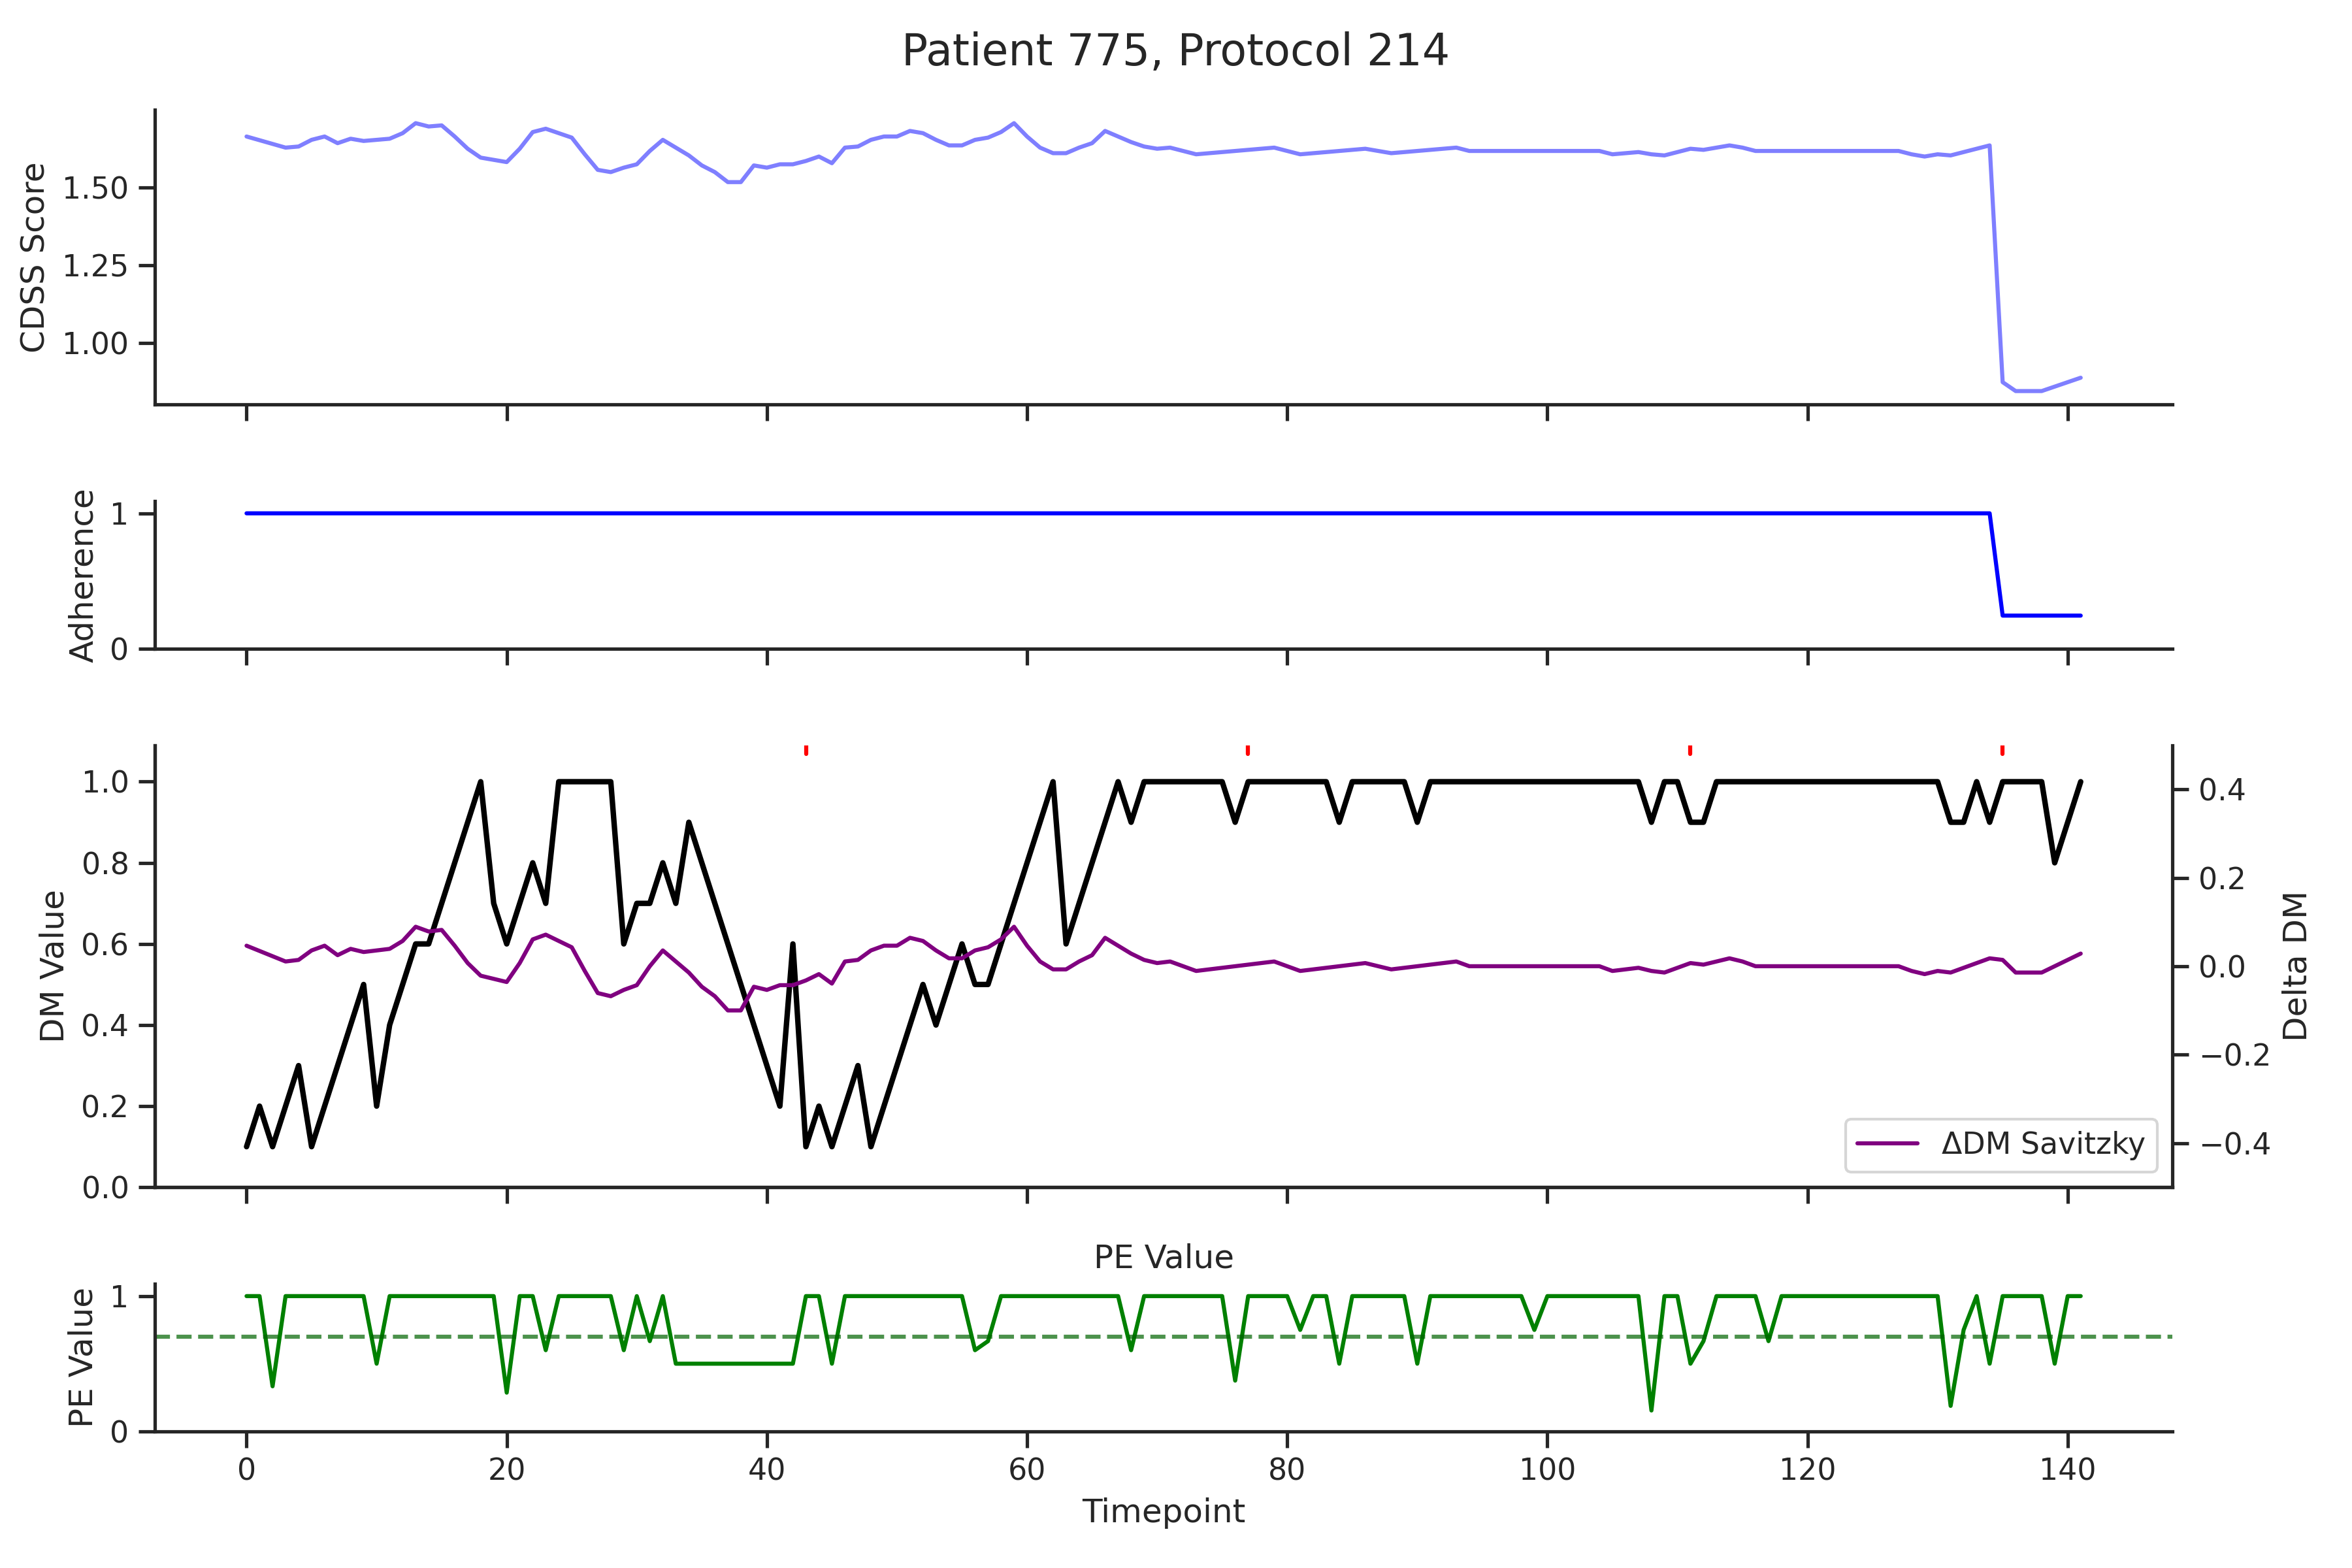 Patient 775, Protocol 214
CDSS Score
1.50
1.25
1.00
Adherence
1
0
DM Value
1.0
0.8
0.6
0.4
0.2
0.0
0.4
0.2
0.0
−0.2
−0.4
Delta DM
ΔDM Savitzky
PE Value
PE Value
1
0
0 20 40 60 80 100 120 140
Timepoint